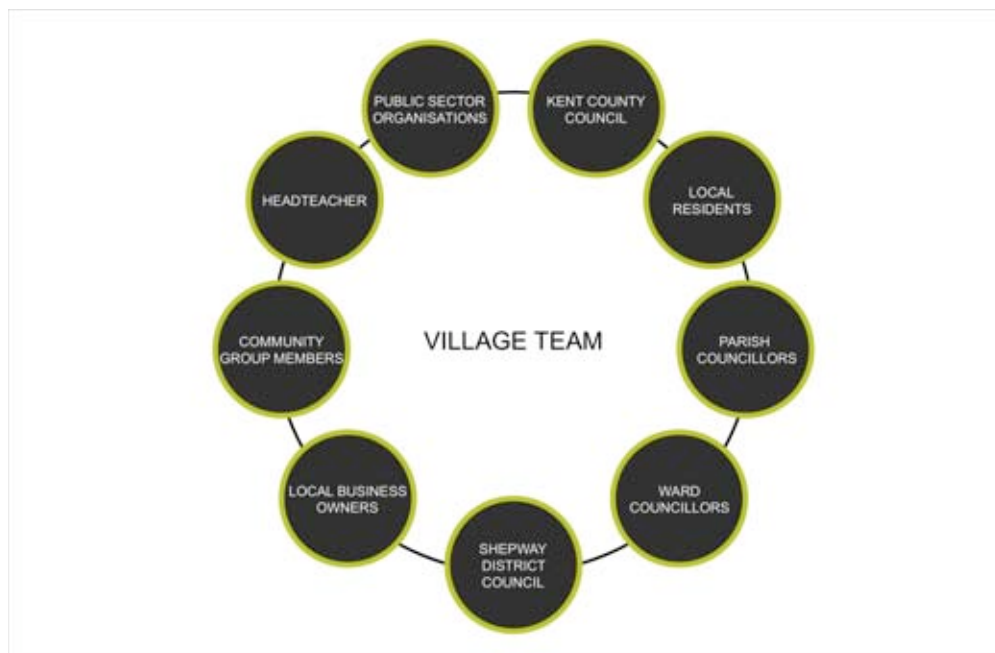 PUBLIC SECTOR
ORGANISATIONS
KENT COUNTY
COUNCIL
HEADTEACHER
LOCAL
RESIDENTS
COMMUNITY
GROUP MEMBERS
VILLAGE TEAM
PARISH
COUNCILLORS
LOCAL BUSINESS
OWNERS
WARD
COUNCILLORS
SHEPWAY
DISTRICT
COUNCIL